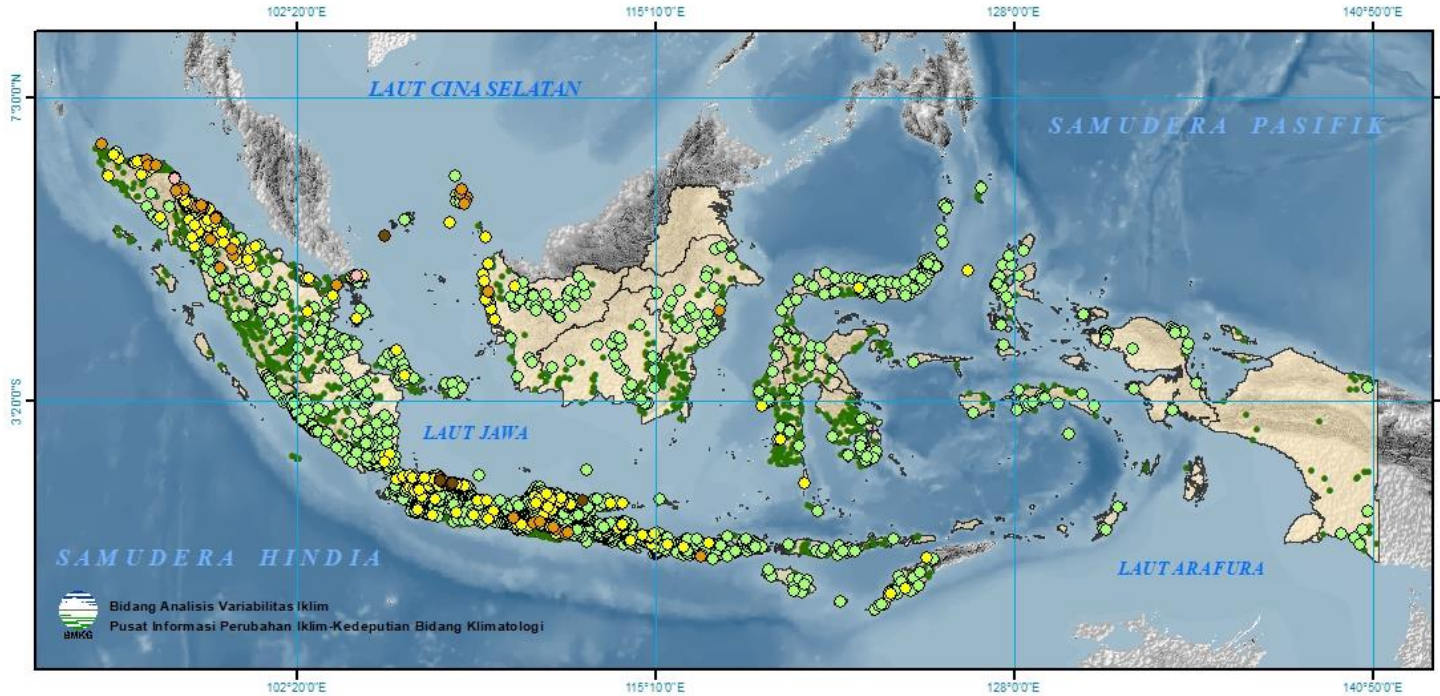 102°20'0"E 115°10'0"E 128°0'0"E 140°50'0"E
7°30'0"N
LAUT CINA SELATAN
SAMUDERA PASIFIK
3°20'0"S
LAUT JAWA
SAMUDERA HINDIA
LAUT ARAFURA
Bidang Analisis Variabilitas Iklim
Pusat Informasi Perubahan Iklim-Kedeputian Bidang Klimatologi
BMKG
102°20'0"E 115°10'0"E 128°0'0"E 140°50'0"E